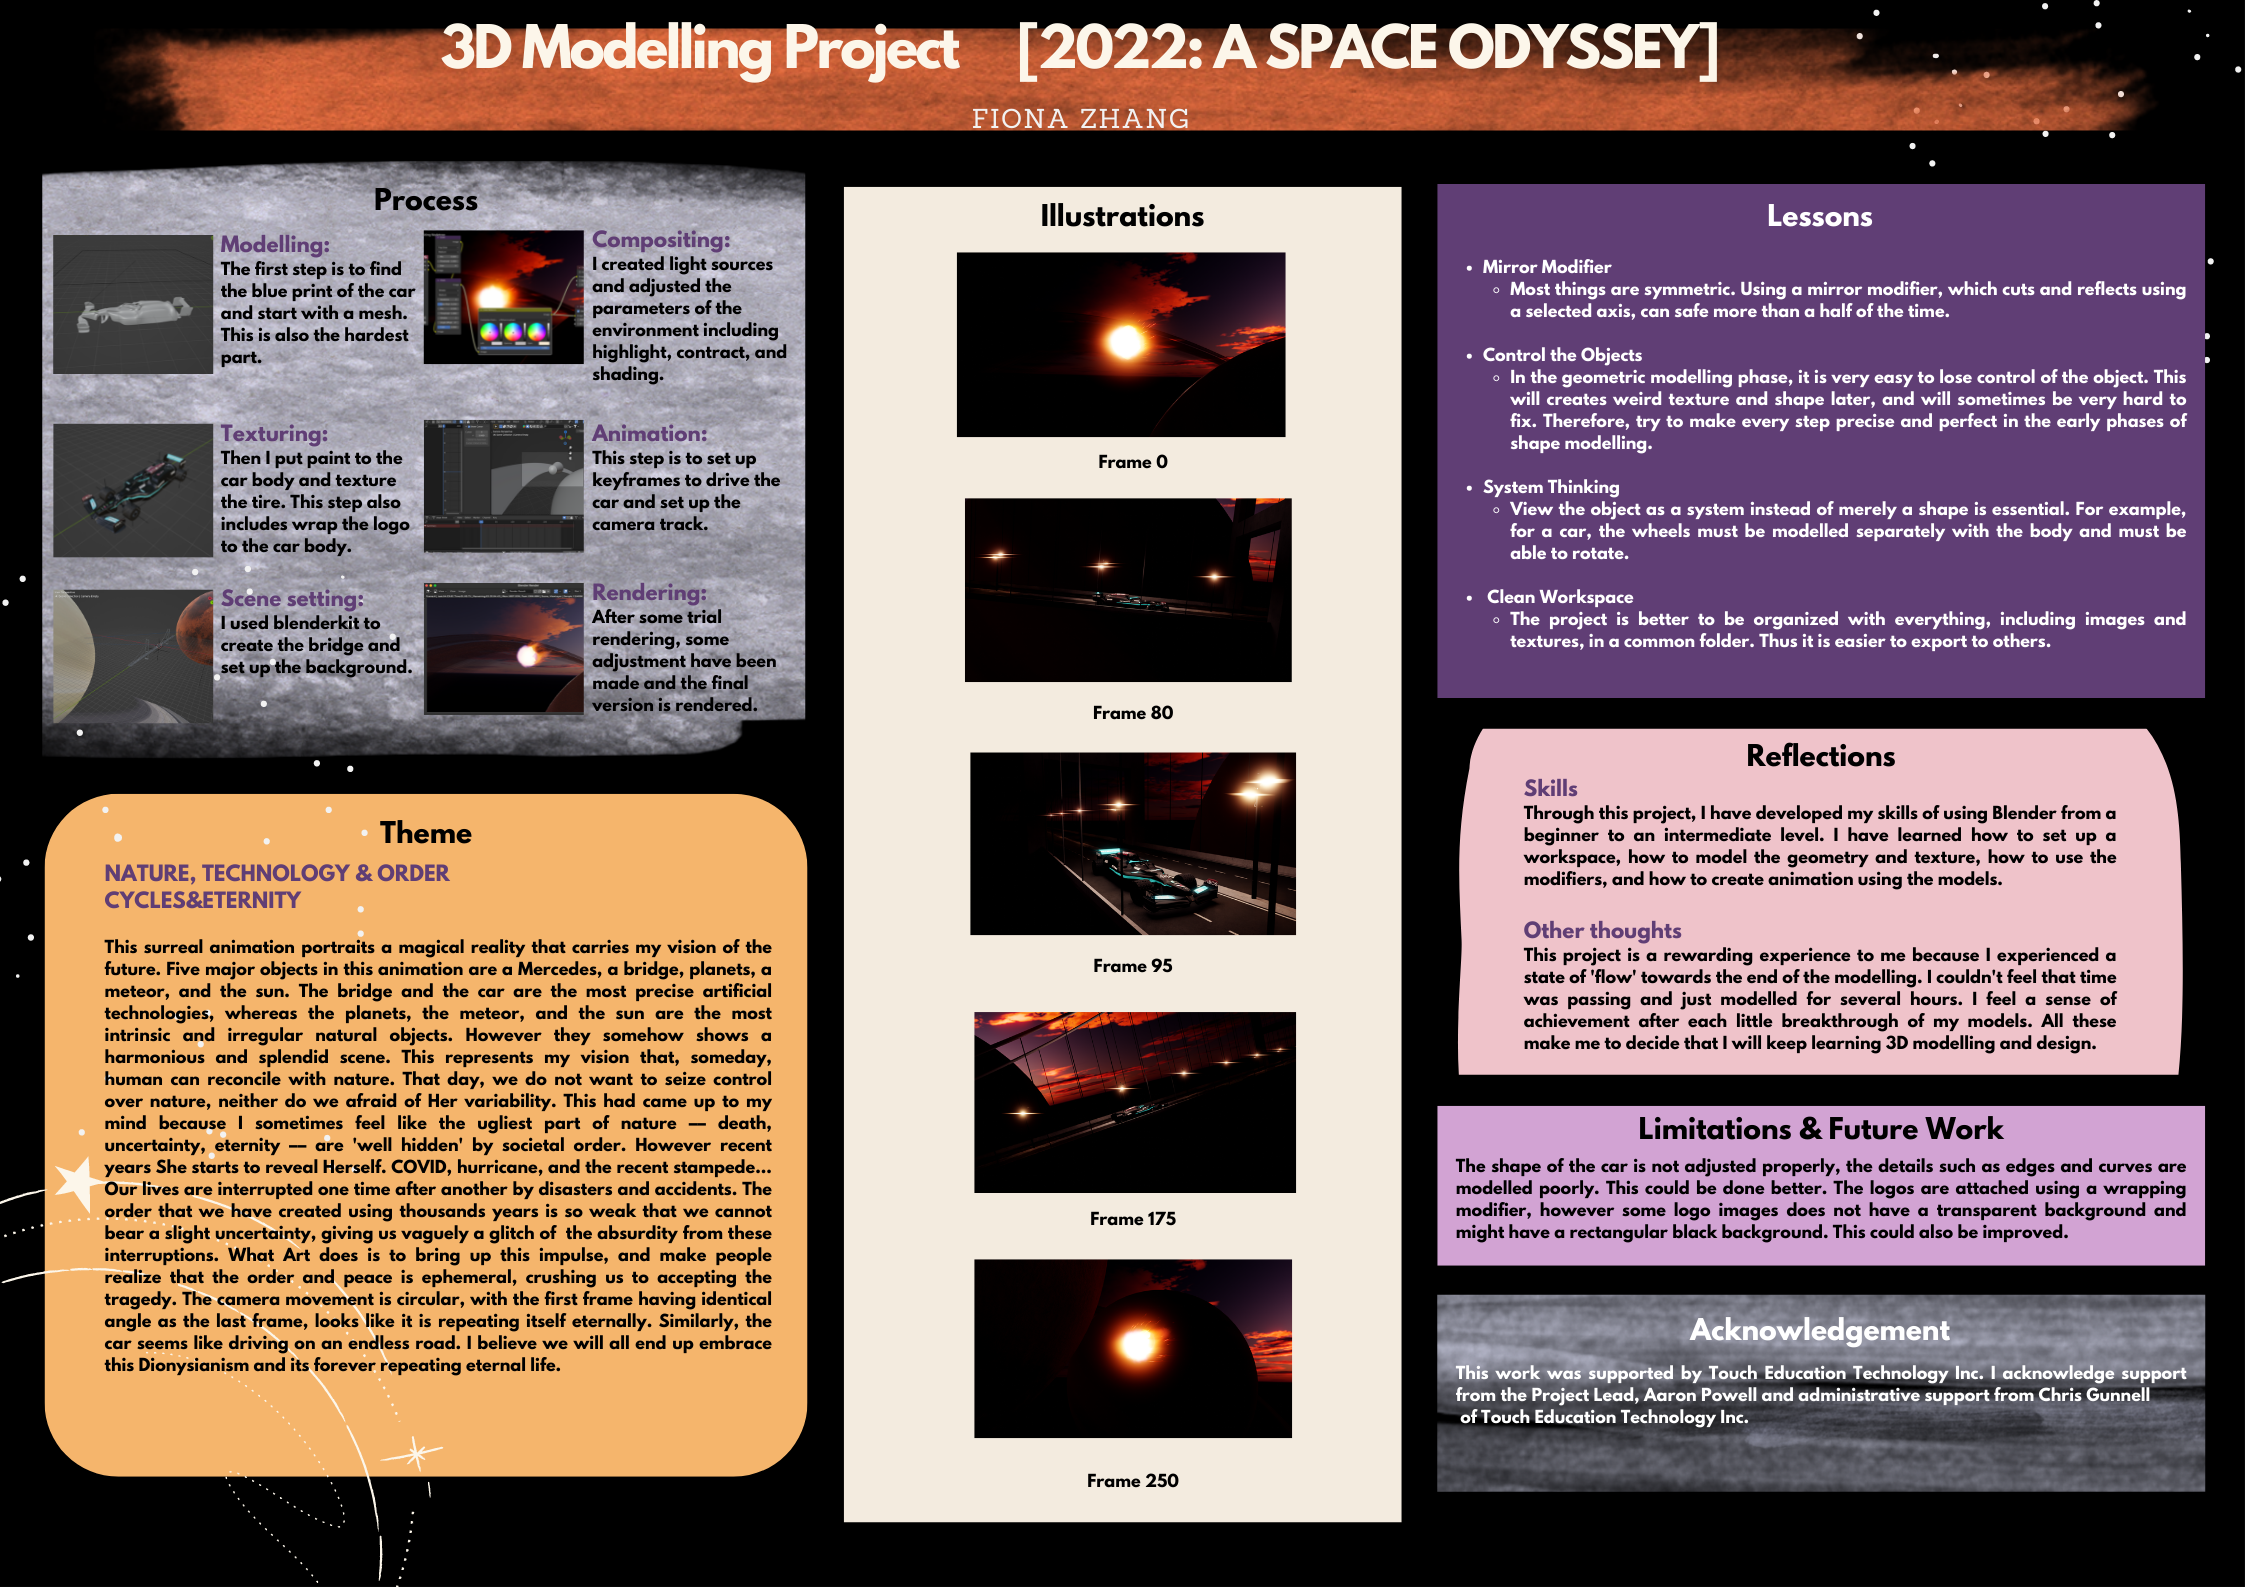 3D Modelling Project [2022: A SPACE ODYSSEY]
FIONA ZHANG
Process
Modelling:
The first step is to find
the blue print of the car
and start with a mesh.
This is also the hardest
part.
Compositing:
I created light sources
and adjusted the
parameters of the
environment including
highlight, contract, and
shading.
Texturing:
Then I put paint to the
car body and texture
the tire. This step also
includes wrap the logo
to the car body.
Animation:
This step is to set up
keyframes to drive the
car and set up the
camera track.
Scene setting:
I used blenderkit to
create the bridge and
set up the background.
Rendering:
After some trial
rendering, some
adjustment have been
made and the final
version is rendered.
Theme
NATURE, TECHNOLOGY & ORDER
CYCLES&ETERNITY
This surreal animation portraits a magical reality that carries my vision of the
future. Five major objects in this animation are a Mercedes, a bridge, planets, a
meteor, and the sun. The bridge and the car are the most precise artificial
technologies, whereas the planets, the meteor, and the sun are the most
intrinsic and irregular natural objects. However they somehow shows a
harmonious and splendid scene. This represents my vision that, someday,
human can reconcile with nature. That day, we do not want to seize control
over nature, neither do we afraid of Her variability. This had came up to my
mind because I sometimes feel like the ugliest part of nature — death,
uncertainty, eternity — are 'well hidden' by societal order. However recent
years She starts to reveal Herself. COVID, hurricane, and the recent stampede...
Our lives are interrupted one time after another by disasters and accidents. The
order that we have created using thousands years is so weak that we cannot
bear a slight uncertainty, giving us vaguely a glitch of the absurdity from these
interruptions. What Art does is to bring up this impulse, and make people
realize that the order and peace is ephemeral, crushing us to accepting the
tragedy. The camera movement is circular, with the first frame having identical
angle as the last frame, looks like it is repeating itself eternally. Similarly, the
car seems like driving on an endless road. I believe we will all end up embrace
this Dionysianism and its forever repeating eternal life.
Illustrations
Frame 0
Frame 80
Frame 95
Frame 175
Frame 250
Lessons
• Mirror Modifier
◦ Most things are symmetric. Using a mirror modifier, which cuts and reflects using
a selected axis, can safe more than a half of the time.
• Control the Objects
◦ In the geometric modelling phase, it is very easy to lose control of the object. This
will creates weird texture and shape later, and will sometimes be very hard to
fix. Therefore, try to make every step precise and perfect in the early phases of
shape modelling.
• System Thinking
◦ View the object as a system instead of merely a shape is essential. For example,
for a car, the wheels must be modelled separately with the body and must be
able to rotate.
• Clean Workspace
◦ The project is better to be organized with everything, including images and
textures, in a common folder. Thus it is easier to export to others.
Reflections
Skills
Through this project, I have developed my skills of using Blender from a
beginner to an intermediate level. I have learned how to set up a
workspace, how to model the geometry and texture, how to use the
modifiers, and how to create animation using the models.
Other thoughts
This project is a rewarding experience to me because I experienced a
state of 'flow' towards the end of the modelling. I couldn't feel that time
was passing and just modelled for several hours. I feel a sense of
achievement after each little breakthrough of my models. All these
make me to decide that I will keep learning 3D modelling and design.
Limitations & Future Work
The shape of the car is not adjusted properly, the details such as edges and curves are
modelled poorly. This could be done better. The logos are attached using a wrapping
modifier, however some logo images does not have a transparent background and
might have a rectangular black background. This could also be improved.
Acknowledgement
This work was supported by Touch Education Technology Inc. I acknowledge support
from the Project Lead, Aaron Powell and administrative support from Chris Gunnell
of Touch Education Technology Inc.